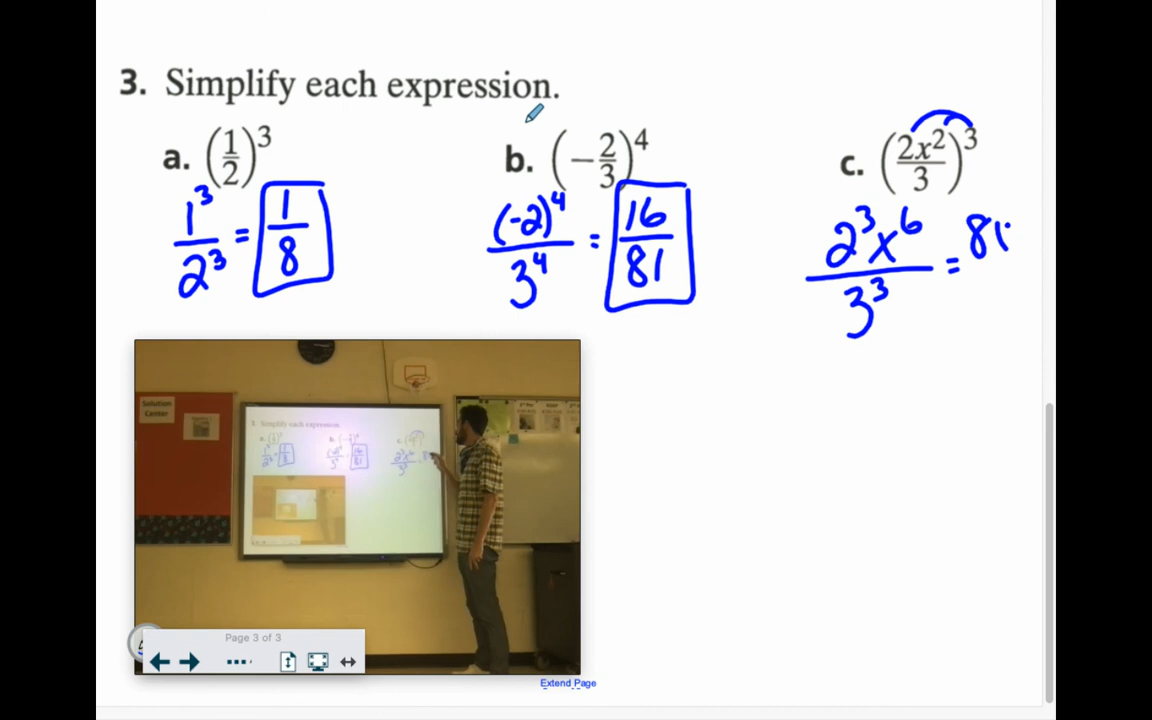 3. Simplify each expression.
a. (1/2)^3
b. (-2/3)^4
c. (2x^2/3)^3
1^3/2^3 = 1/8
(-2)^4/3^4 = 16/81
2^3x^6/3^3 = 8
Solution
Center
Page 3 of 3
Extend Page